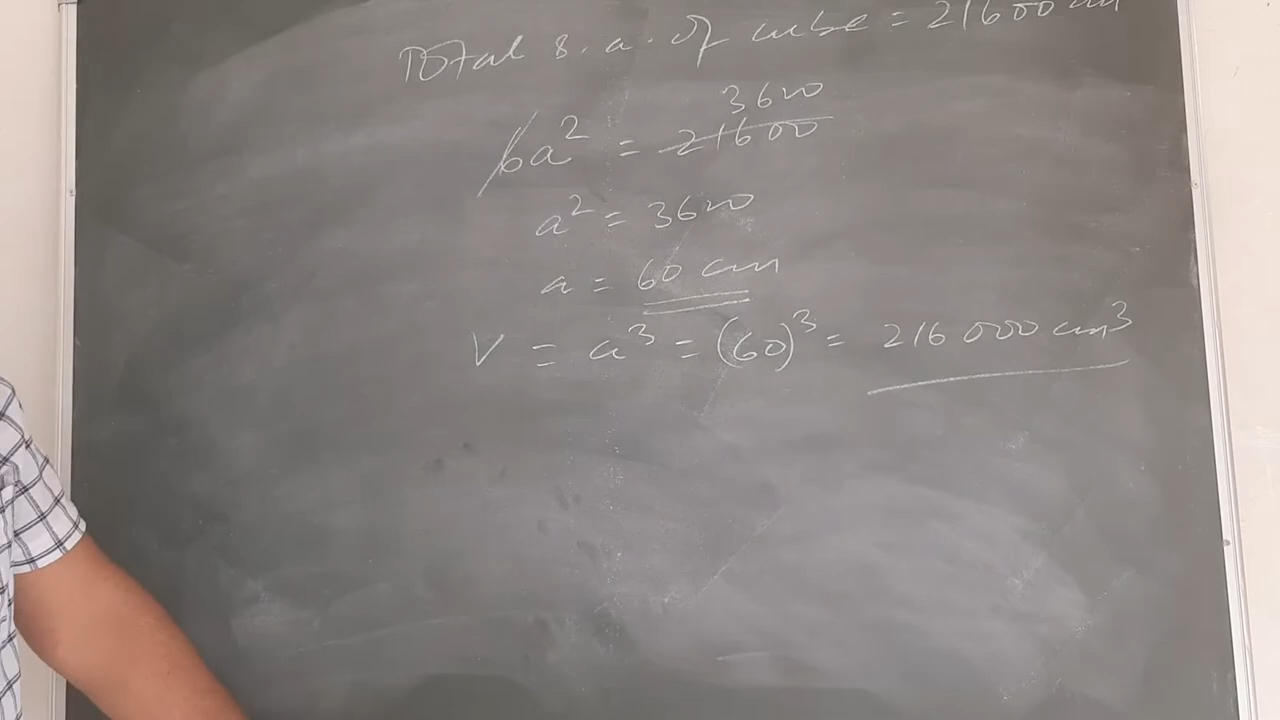 Total s.a. of cube = 21600 cm
3600
6a² = 21600
a² = 3600
a = 60 cm
V = a³ = (60)³ = 216000 cm³